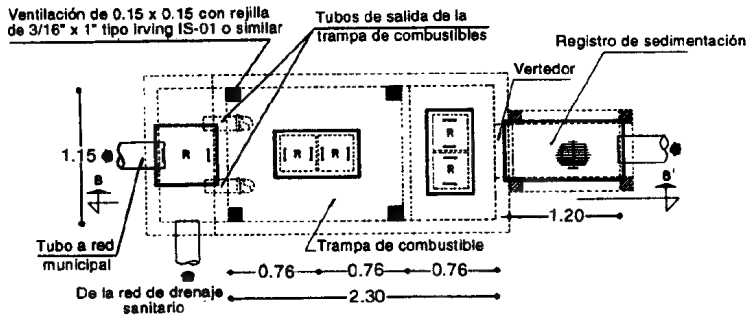 Ventilación de 0.15 x 0.15 con rejilla
de 3/16" x 1" tipo Irving IS-01 o similar
Tubos de salida de la
trampa de combustibles
Registro de sedimentación
Vertedor
R
[ R ] [ R ]
R
R
1.15
B
B'
1.20
Tubo a red
municipal
Trampa de combustible
0.76 0.76 0.76
De la red de drenaje
sanitario
2.30